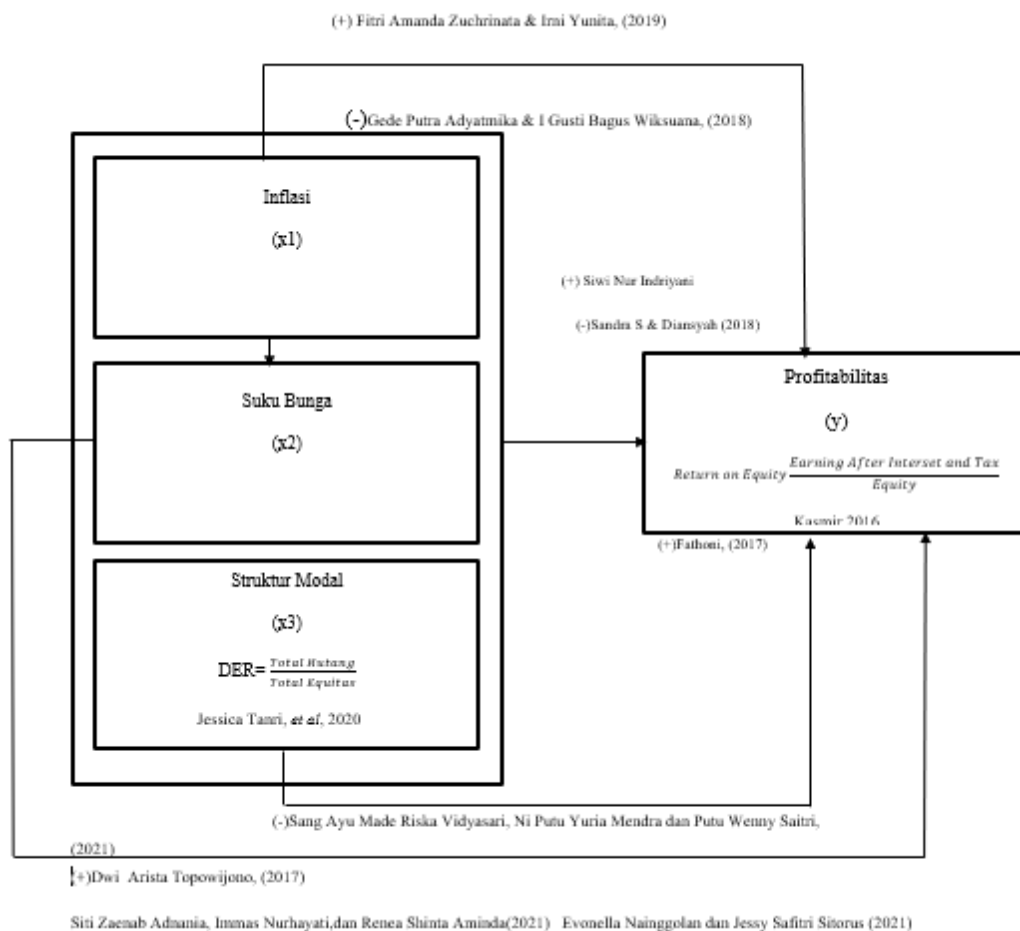 (+) Fitri Amanda Zuchrinata & Irni Yunita, (2019)
(-)Gede Putra Adyatmika & I Gusti Bagus Wiksuana, (2018)
Inflasi
(x1)
(+) Siwi Nur Indriyani
(-)Sandra S & Diansyah (2018)
Suku Bunga
(x2)
Profitabilitas
(y)
Return on Equity Earning After Interset and Tax / Equity
Kasmir 2016
(+)Fathoni, (2017)
Struktur Modal
(x3)
DER= Total Hutang / Total Equitas
Jessica Tanri, et al, 2020
(-)Sang Ayu Made Riska Vidyasari, Ni Putu Yuria Mendra dan Putu Wenny Saitri,
(2021)
(+)Dwi Arista Topowijono, (2017)
Siti Zaenab Adnania, Immas Nurhayati,dan Renea Shinta Aminda(2021) Evonella Nainggolan dan Jessy Safitri Sitorus (2021)